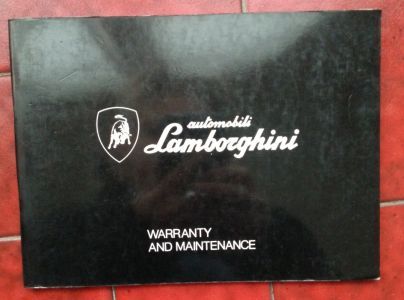 automobili
Lamborghini
WARRANTY
AND MAINTENANCE